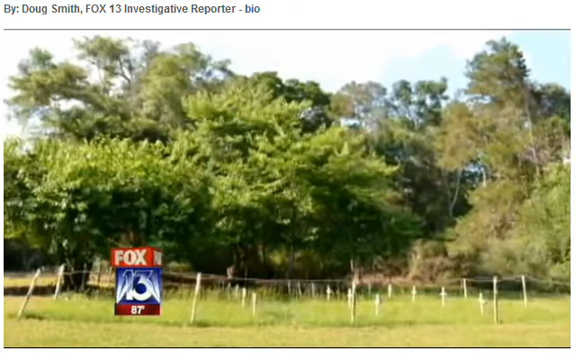 By: Doug Smith, FOX 13 Investigative Reporter - bio
FOX N
13
87°